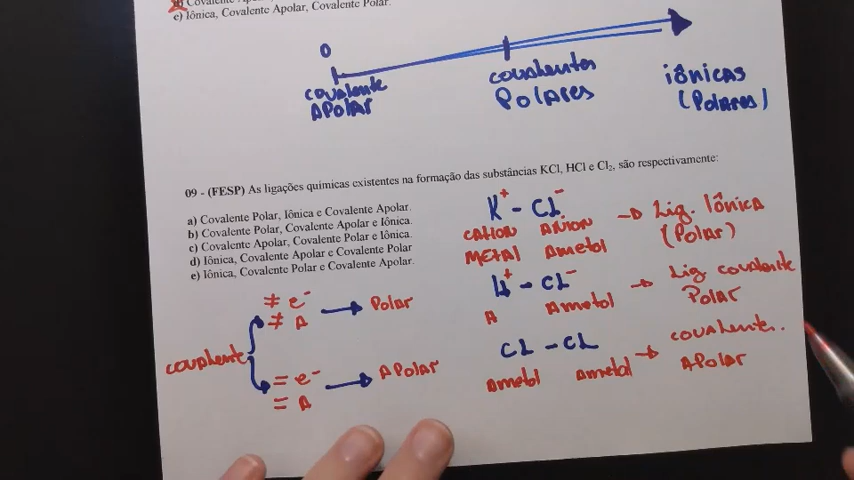 Covalente
e) Iônica, Covalente Apolar, Covalente Polar.
0
covalente
APOLAR
covalentes
Polares
iônicas
(Polares)
09 - (FESP) As ligações químicas existentes na formação das substâncias KCl, HCl e Cl₂, são respectivamente:
a) Covalente Polar, Iônica e Covalente Apolar.
b) Covalente Polar, Covalente Apolar e Iônica.
c) Covalente Apolar, Covalente Polar e Iônica.
d) Iônica, Covalente Apolar e Covalente Polar
e) Iônica, Covalente Polar e Covalente Apolar.
K⁺ - CL⁻
CATION ANION
METAL Ametal
→ Lig. Iônica
(Polar)
H⁺ - CL⁻
A Ametal
→ Lig covalente
Polar
CL - CL
Ametal Ametal
→ covalente.
APOLAR
covalente
≠ e⁻
≠ A
→ Polar
= e⁻
= A
→ APOLAR